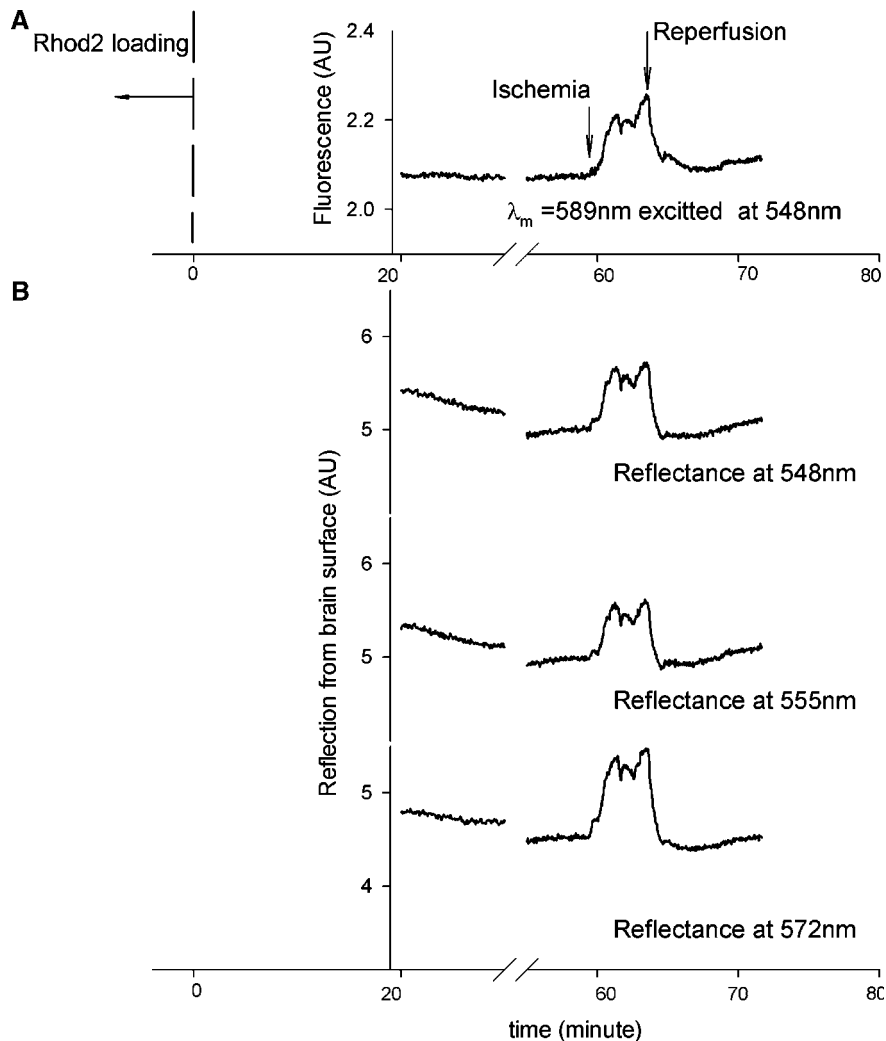 A
Rhod2 loading
Fluorescence (AU)
2.4
2.2
2.0
Ischemia
Reperfusion
λm =589nm excitted at 548nm
0
20
60
70
80
B
Reflection from brain surface (AU)
6
5
Reflectance at 548nm
6
5
Reflectance at 555nm
5
4
Reflectance at 572nm
0
20
60
70
80
time (minute)